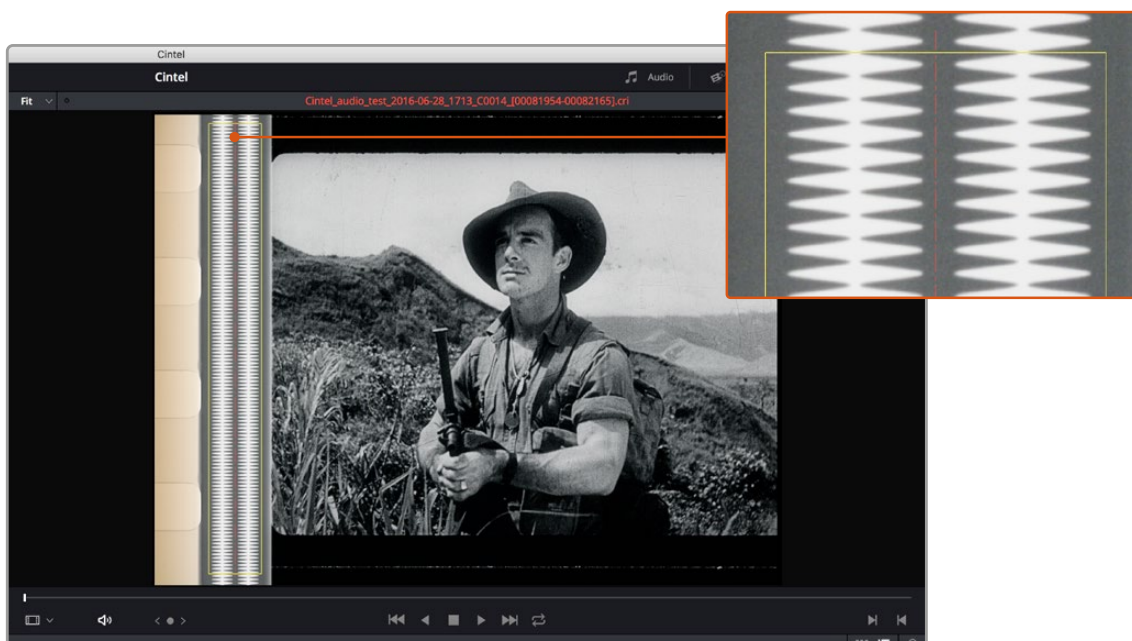 Cintel
Cintel
Audio
Fit
Cintel_audio_test_2016-06-28_1713_C0014_[00081954-00082165].cri